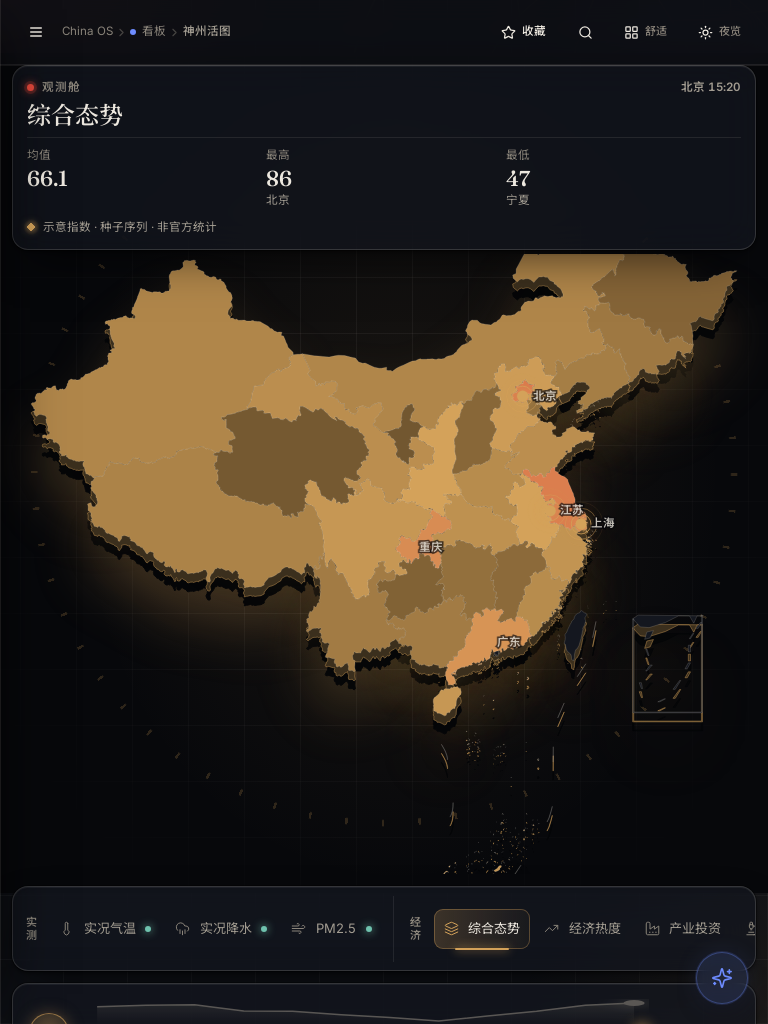 China OS › 看板 › 神州活图
收藏
舒适
夜览
观测舱
北京 15:20
综合态势
均值
66.1
最高
86
北京
最低
47
宁夏
示意指数 · 种子序列 · 非官方统计
北京
江苏
上海
重庆
广东
实测
实况气温
实况降水
PM2.5
经济
综合态势
经济热度
产业投资